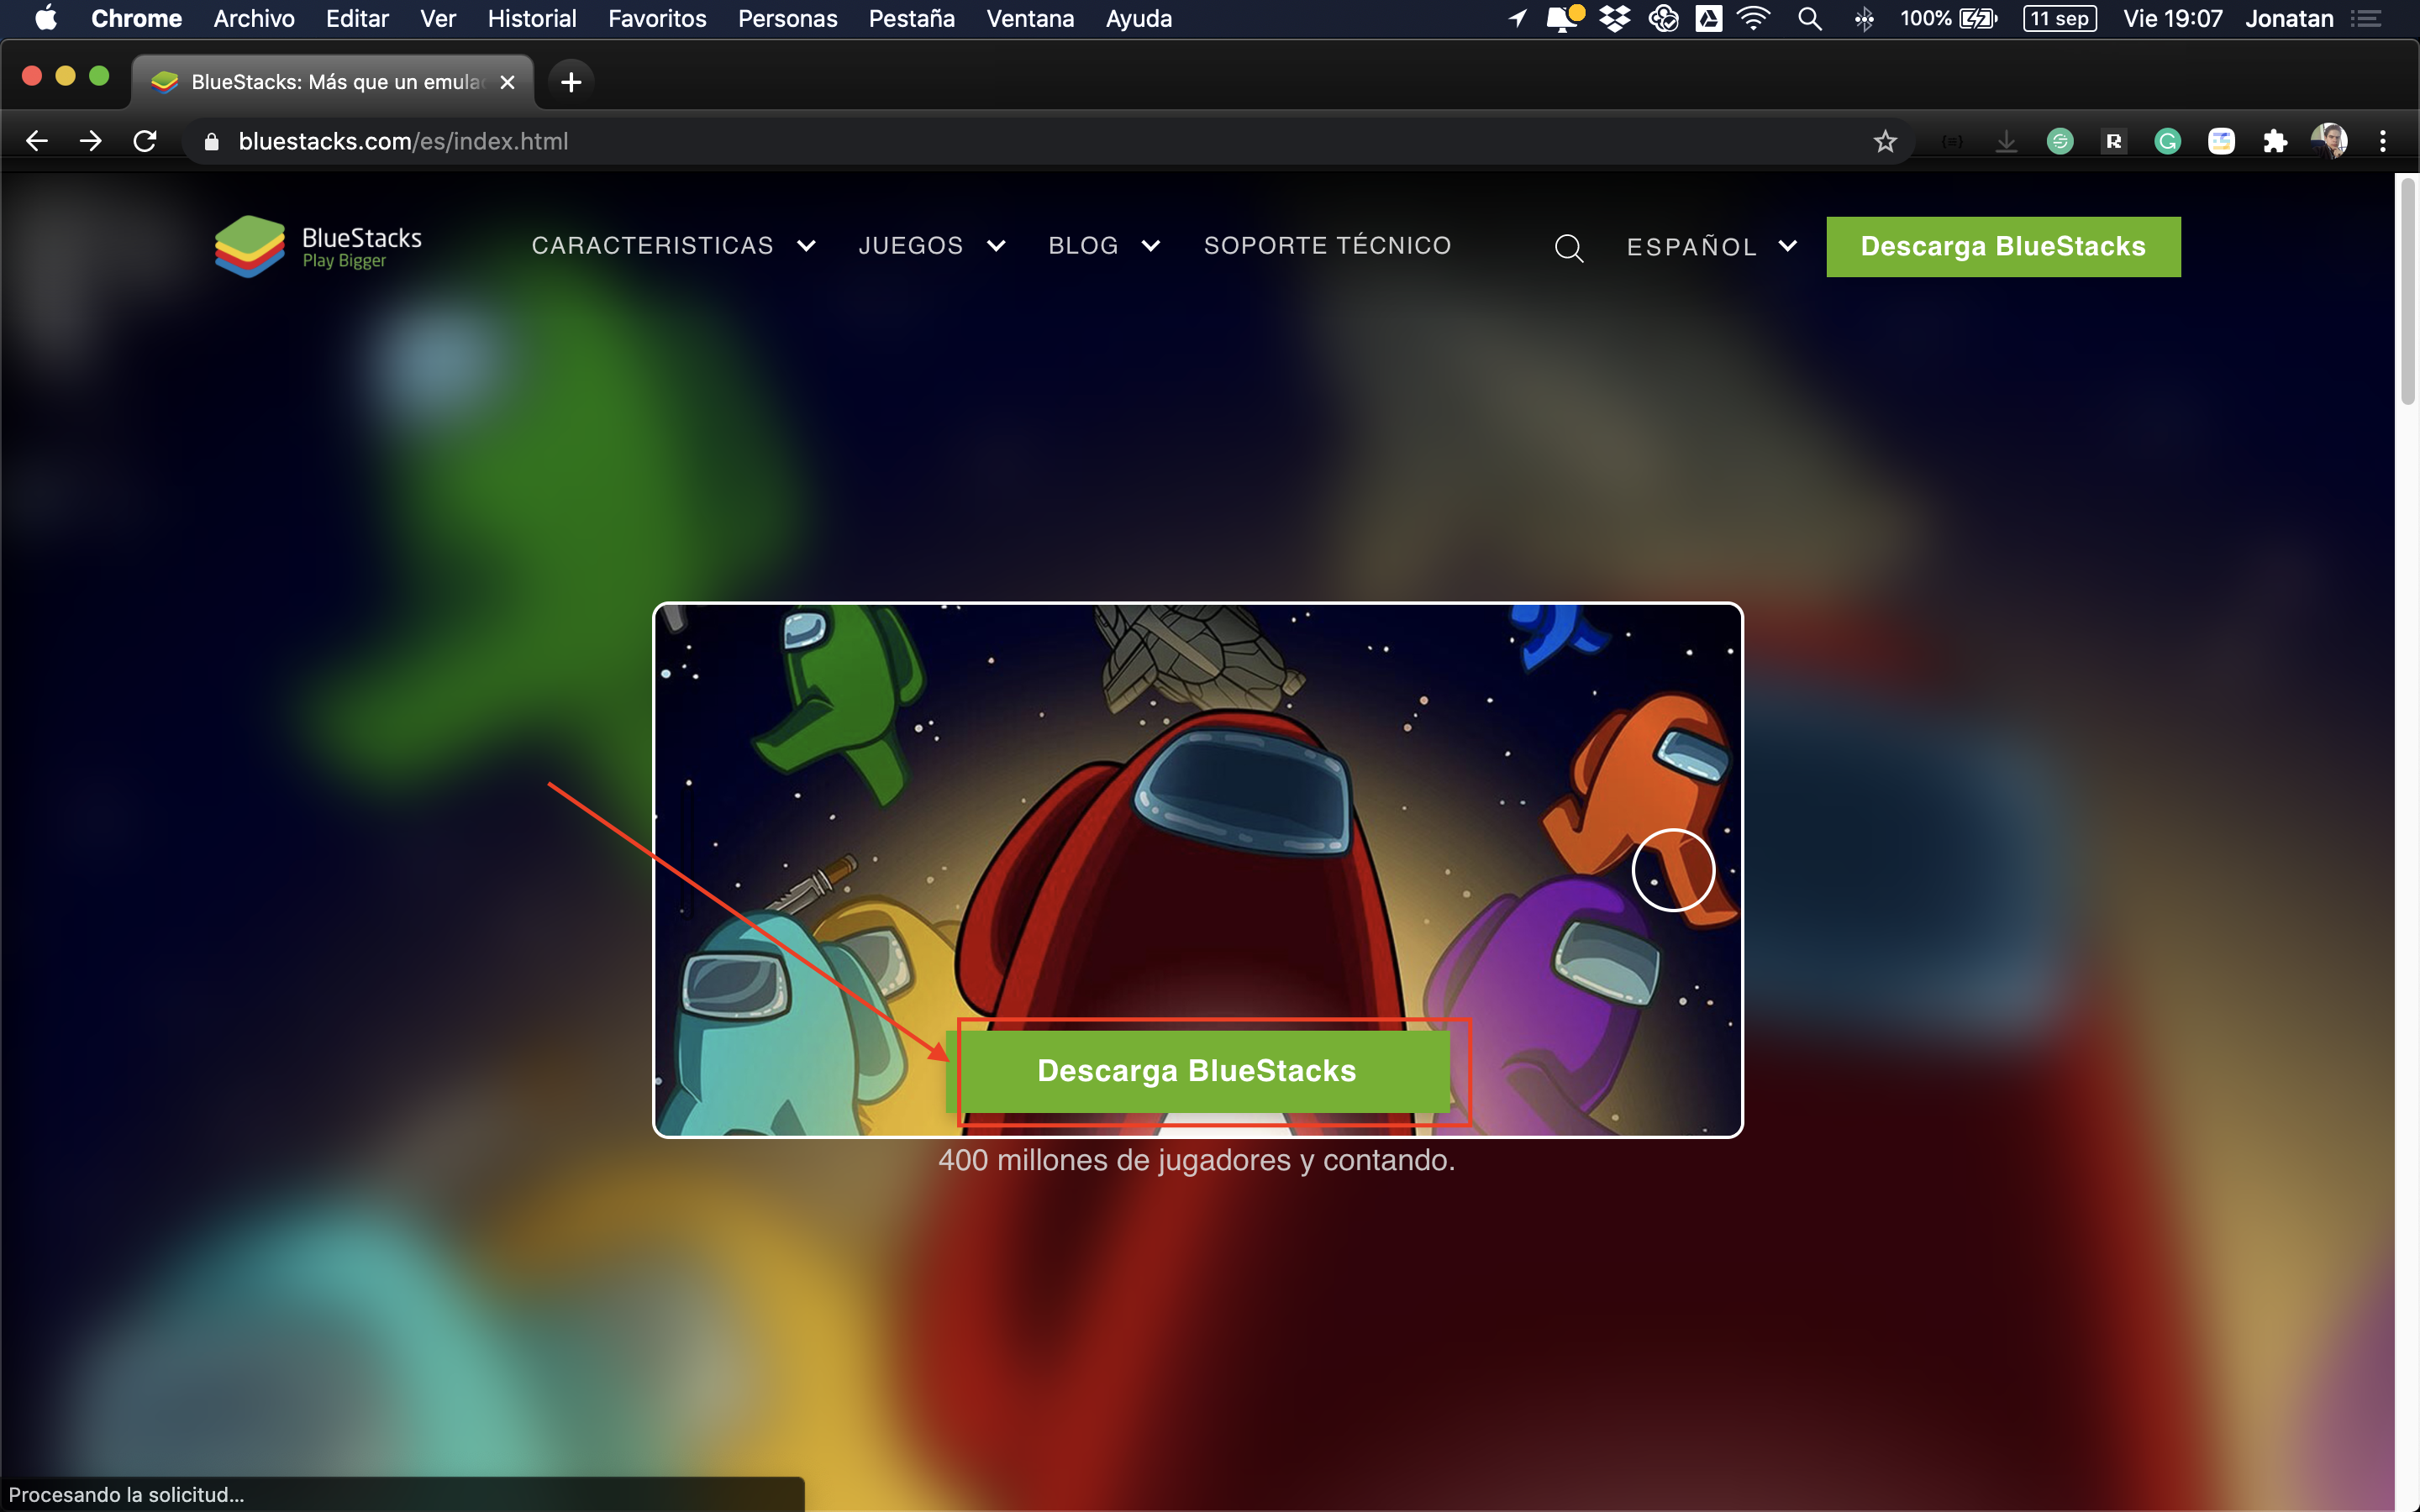 Chrome Archivo Editar Ver Historial Favoritos Personas Pestaña Ventana Ayuda 100% 11 sep Vie 19:07 Jonatan
BlueStacks: Más que un emula
bluestacks.com/es/index.html
BlueStacks
Play Bigger
CARACTERISTICAS JUEGOS BLOG SOPORTE TÉCNICO ESPAÑOL Descarga BlueStacks
Descarga BlueStacks
400 millones de jugadores y contando.
Procesando la solicitud...